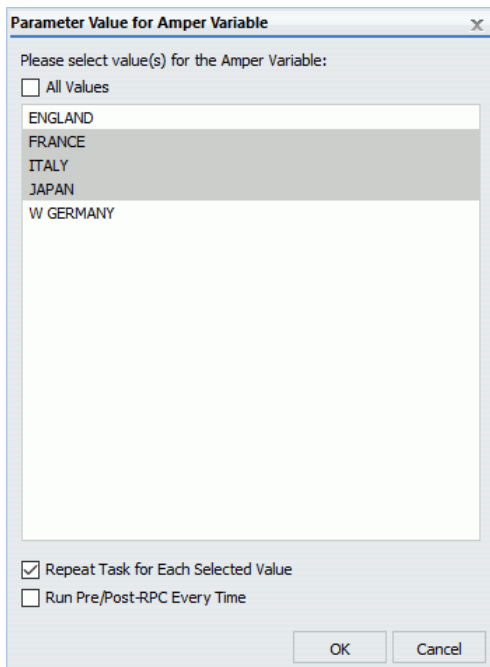 Parameter Value for Amper Variable
Please select value(s) for the Amper Variable:
All Values
ENGLAND
FRANCE
ITALY
JAPAN
W GERMANY
Repeat Task for Each Selected Value
Run Pre/Post-RPC Every Time
OK Cancel